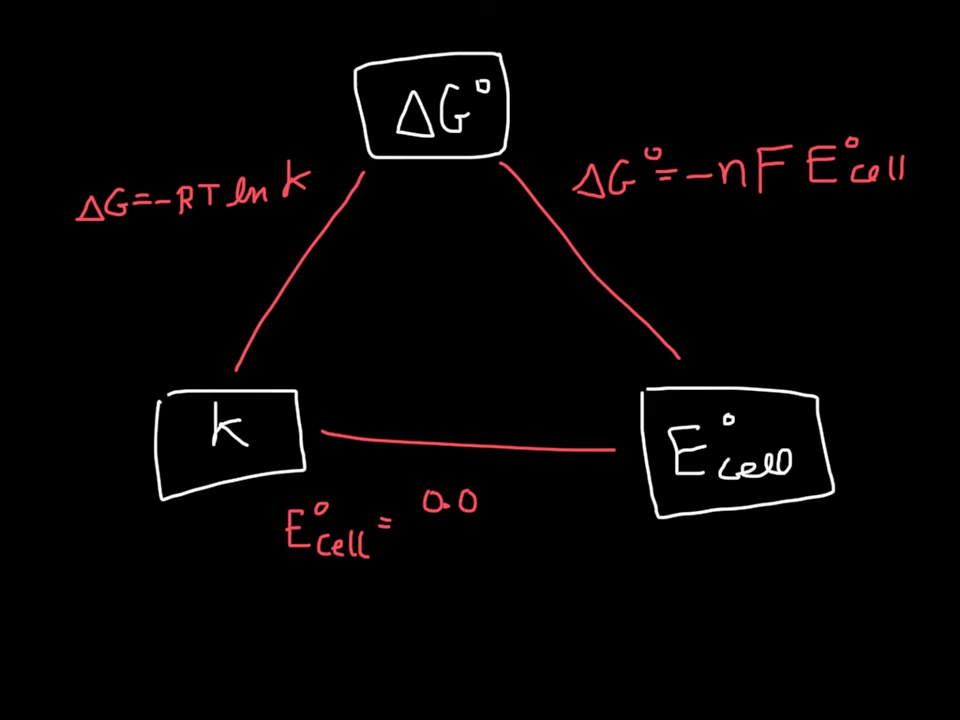 ΔG°
ΔG=-RT ln k
ΔG°=-nFE°cell
k
E°cell
E°cell = 0.0